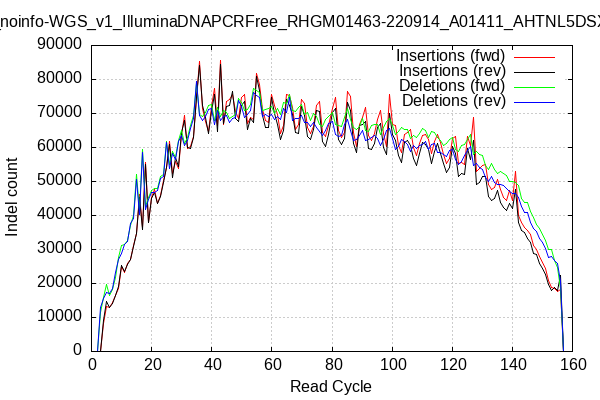 _noinfo-WGS_v1_IlluminaDNAPCRFree_RHGM01463-220914_A01411_AHTNL5DSX
Insertions (fwd)
Insertions (rev)
Deletions (fwd)
Deletions (rev)
Indel count
90000
80000
70000
60000
50000
40000
30000
20000
10000
0
0 20 40 60 80 100 120 140 160
Read Cycle